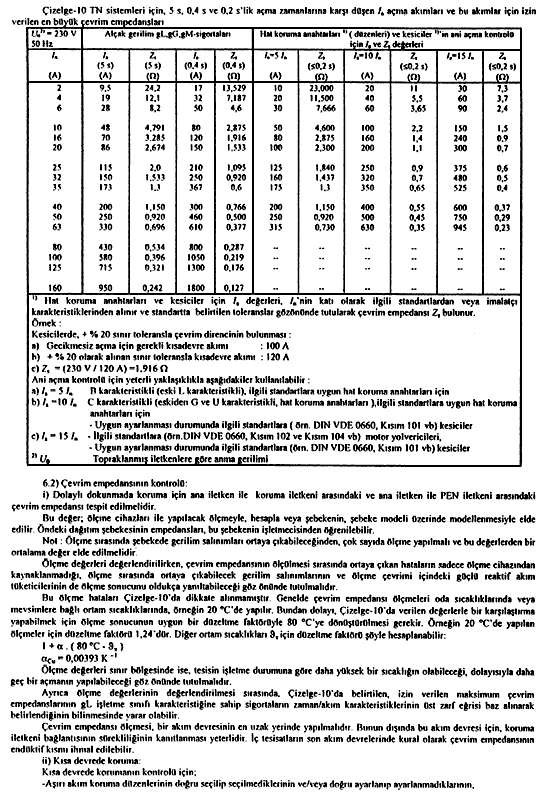 Çizelge-10 TN sistemleri için, 5 s, 0,4 s ve 0,2 s'lik açma zamanlarına karşı düşen Ia açma akımları ve bu akımlar için izin
verilen en büyük çevrim empedansları
U0²⁾ = 230 V Alçak gerilim gL,gG,gM-sigortaları Hat koruma anahtarları ¹⁾ ( düzenleri) ve kesiciler ¹⁾'in ani açma kontrolü
50 Hz için Ia ve Zs değerleri
In Ia Zs Ia Zs Ia=5 In Zs Ia=10 In Zs Ia=15 In Zs
(5 s) (5 s) (0,4 s) (0,4 s) (≤0,2 s) (≤0,2 s) (≤0,2 s)
(A) (A) (Ω) (A) (Ω) (A) (Ω) (A) (Ω) (A) (Ω)
2 9,5 24,2 17 13,529 10 23,000 20 11 30 7,3
4 19 12,1 32 7,187 20 11,500 40 5,5 60 3,7
6 28 8,2 50 4,6 30 7,666 60 3,65 90 2,4
10 48 4,791 80 2,875 50 4,600 100 2,2 150 1,5
16 70 3,285 120 1,916 80 2,875 160 1,4 240 0,9
20 86 2,674 150 1,533 100 2,300 200 1,1 300 0,7
25 115 2,0 210 1,095 125 1,840 250 0,9 375 0,6
32 150 1,533 250 0,920 160 1,437 320 0,7 480 0,5
35 173 1,3 367 0,6 175 1,3 350 0,65 525 0,4
40 200 1,150 300 0,766 200 1,150 400 0,55 600 0,37
50 250 0,920 460 0,500 250 0,920 500 0,45 750 0,29
63 330 0,696 610 0,377 315 0,730 630 0,35 945 0,23
80 430 0,534 800 0,287 -- -- -- -- -- --
100 580 0,396 1050 0,219 -- -- -- -- -- --
125 715 0,321 1300 0,176 -- -- -- -- -- --
160 950 0,242 1800 0,127 -- -- -- -- -- --
¹⁾ Hat koruma anahtarları ve kesiciler için Ia değerleri, In'nin katı olarak ilgili standartlardan veya imalatçı
karakteristiklerinden alınır ve standartta belirtilen toleranslar gözönünde tutularak çevrim empedansı Zs bulunur.
Örnek :
Kesicilerde, + % 20 sınır toleransla çevrim direncinin bulunması :
a) Gecikmesiz açma için gerekli kısadevre akımı : 100 A
b) + % 20 olarak alınan sınır toleransla kısadevre akımı : 120 A
c) Zs = (230 V / 120 A) =1,916 Ω
Ani açma kontrolü için yeterli yaklaşıklıkla aşağıdakiler kullanılabilir :
a) Ia = 5 In B karakteristikli (eski L karakteristikli), ilgili standartlara uygun hat koruma anahtarları için
b) Ia =10 In C karakteristikli (eskiden G ve U karakteristikli, hat koruma anahtarları ),ilgili standartlara uygun hat koruma
anahtarları için
- Uygun ayarlanması durumunda ilgili standartlara ( örn. DIN VDE 0660, Kısım 101 vb) kesiciler
c) Ia = 15 In - İlgili standartlara (örn.DIN VDE 0660, Kısım 102 ve Kısım 104 vb) motor yolvericileri,
- Uygun ayarlanması durumunda ilgili standartlara (örn. DIN VDE 0660, Kısım 101 vb) kesiciler
²⁾ U0 Topraklanmış iletkenlere göre anma gerilimi
6.2) Çevrim empedansının kontrolü:
i) Dolaylı dokunmada koruma için ana iletken ile koruma iletkeni arasındaki ve ana iletken ile PEN iletkeni arasındaki
çevrim empedansı tespit edilmelidir.
Bu değer; ölçme cihazları ile yapılacak ölçmeyle, hesapla veya şebekenin, şebeke modeli üzerinde modellenmesiyle elde
edilir. Öndeki dağıtım şebekesinin empedansları, bu şebekenin işletmecisinden öğrenilebilir.
Not : Ölçme sırasında şebekede gerilim salınımları ortaya çıkabileceğinden, çok sayıda ölçme yapılmalı ve bu değerlerden bir
ortalama değer elde edilmelidir.
Ölçme değerleri değerlendirilirken, çevrim empedansının ölçülmesi sırasında ortaya çıkan hataların sadece ölçme cihazından
kaynaklanmadığı, ölçme sırasında ortaya çıkabilecek gerilim salınımlarının ve ölçme çevrimi içindeki güçlü reaktif akım
tüketicilerinin de ölçme sonucunu oldukça yanıltabileceği göz önünde tutulmalıdır.
Bu ölçme hataları Çizelge-10'da dikkate alınmamıştır. Genelde çevrim empedansı ölçmeleri oda sıcaklıklarında veya
mevsimlere bağlı ortam sıcaklıklarında, örneğin 20 °C'de yapılır. Bundan dolayı, Çizelge-10'da verilen değerlerle bir karşılaştırma
yapabilmek için ölçme sonucunun uygun bir düzeltme faktörüyle 80 °C'ye dönüştürülmesi gerekir. Örneğin 20 °C'de yapılan
ölçmeler için düzeltme faktörü 1,24'dür. Diğer ortam sıcaklıkları ϑx için düzeltme faktörü şöyle hesaplanabilir:
1 + α . ( 80 °C - ϑx )
αCu = 0,00393 K⁻¹
Ölçme değerleri sınır bölgesinde ise, tesisin işletme durumuna göre daha yüksek bir sıcaklığın olabileceği, dolayısıyla daha
geç bir açmanın yapılabileceği göz önünde tutulmalıdır.
Ayrıca ölçme değerlerinin değerlendirilmesi sırasında, Çizelge-10'da belirtilen, izin verilen maksimum çevrim
empedanslarının gL işletme sınıfı karakteristiğine sahip sigortaların zaman/akım karakteristiklerinin üst zarf eğrisi baz alınarak
belirlendiğinin bilinmesinde yarar olabilir.
Çevrim empedansı ölçmesi, bir akım devresinin en uzak yerinde yapılmalıdır. Bunun dışında bu akım devresi için, koruma
iletkeni bağlantısının sürekliliğinin kanıtlanması yeterlidir. İç tesisatların son akım devrelerinde kural olarak çevrim empedansının
endüktif kısmı ihmal edilebilir.
ii) Kısa devrede koruma:
Kısa devrede korumanın kontrolü için;
-Aşırı akım koruma düzenlerinin doğru seçilip seçilmediklerinin ve/veya doğru ayarlanıp ayarlanmadıklarının,